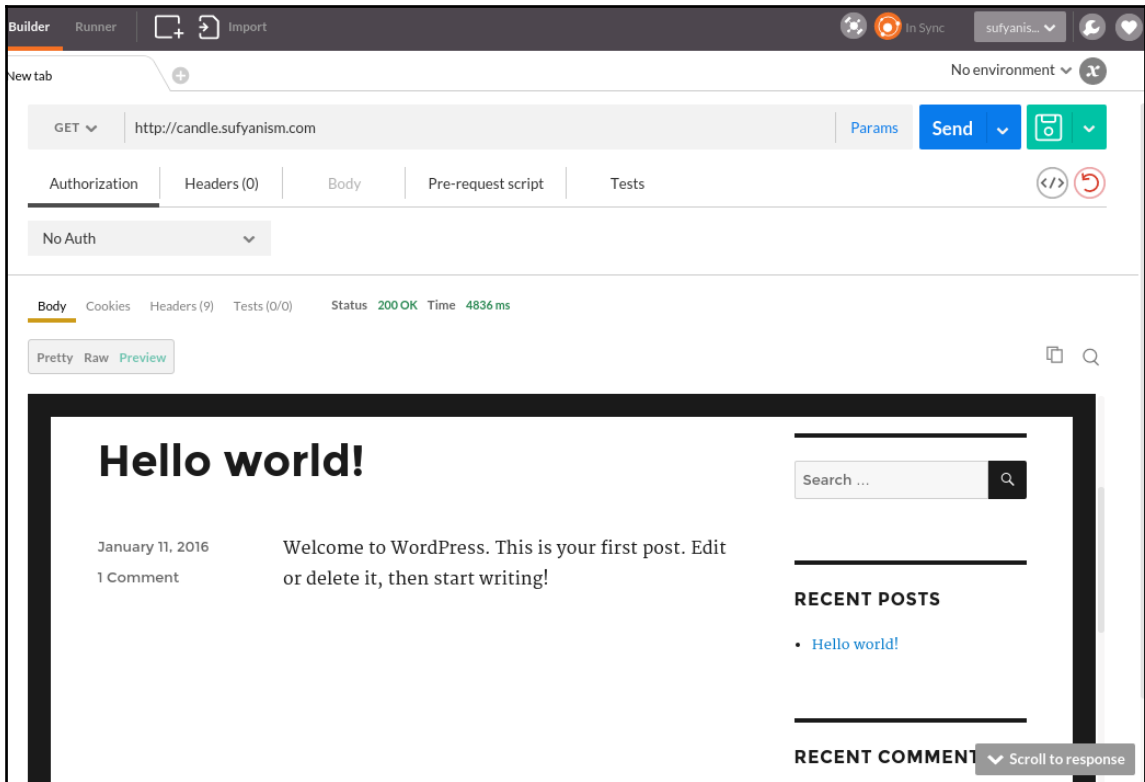 Builder Runner Import In Sync sufyanis...
New tab No environment
GET http://candle.sufyanism.com Params Send
Authorization Headers (0) Body Pre-request script Tests
No Auth
Body Cookies Headers (9) Tests (0/0) Status 200 OK Time 4836 ms
Pretty Raw Preview
Hello world!
Search ...
January 11, 2016
1 Comment
Welcome to WordPress. This is your first post. Edit
or delete it, then start writing!
RECENT POSTS
Hello world!
RECENT COMMENT
Scroll to response